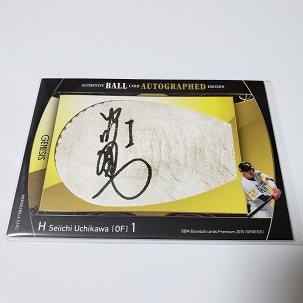 AUTHENTIC BALL CARD AUTOGRAPHED EDITION
GENESIS
H Seiichi Uchikawa [OF] 1
BBM Baseball cards Premium 2015 [GENESIS]